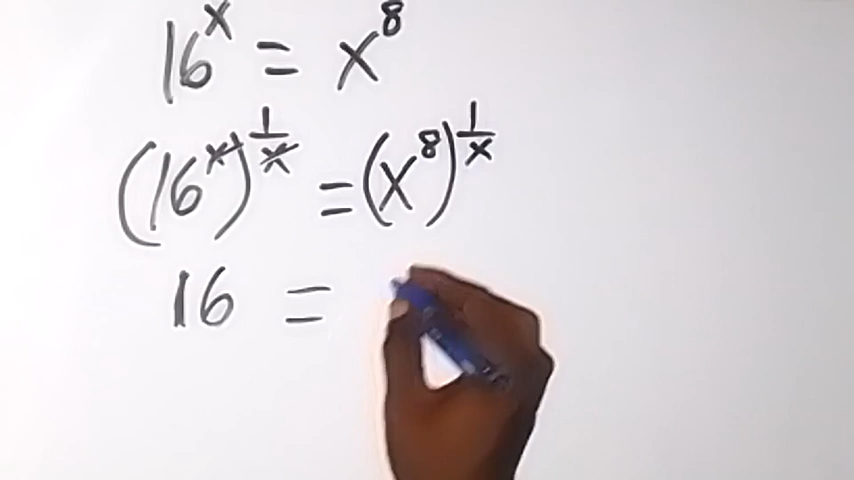 16^x = x^8
(16^x)^{1/x} = (x^8)^{1/x}
16 =